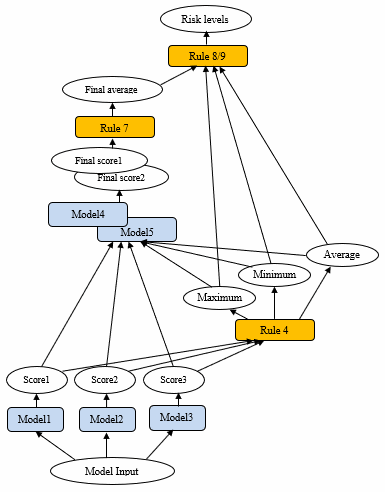 Risk levels
Rule 8/9
Final average
Rule 7
Final score1
Final score2
Model4
Model5
Average
Minimum
Maximum
Rule 4
Score1
Score2
Score3
Model1
Model2
Model3
Model Input